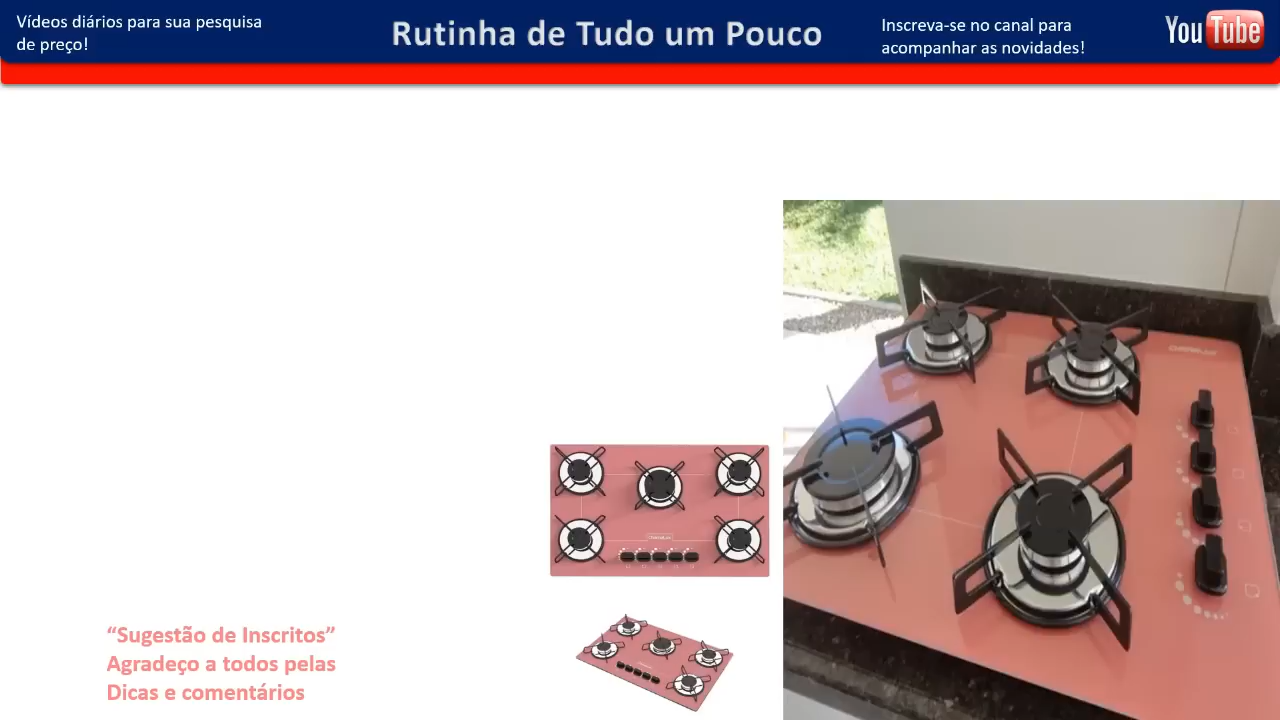 Vídeos diários para sua pesquisa
de preço!
Rutinha de Tudo um Pouco
Inscreva-se no canal para
acompanhar as novidades!
YouTube
“Sugestão de Inscritos”
Agradeço a todos pelas
Dicas e comentários